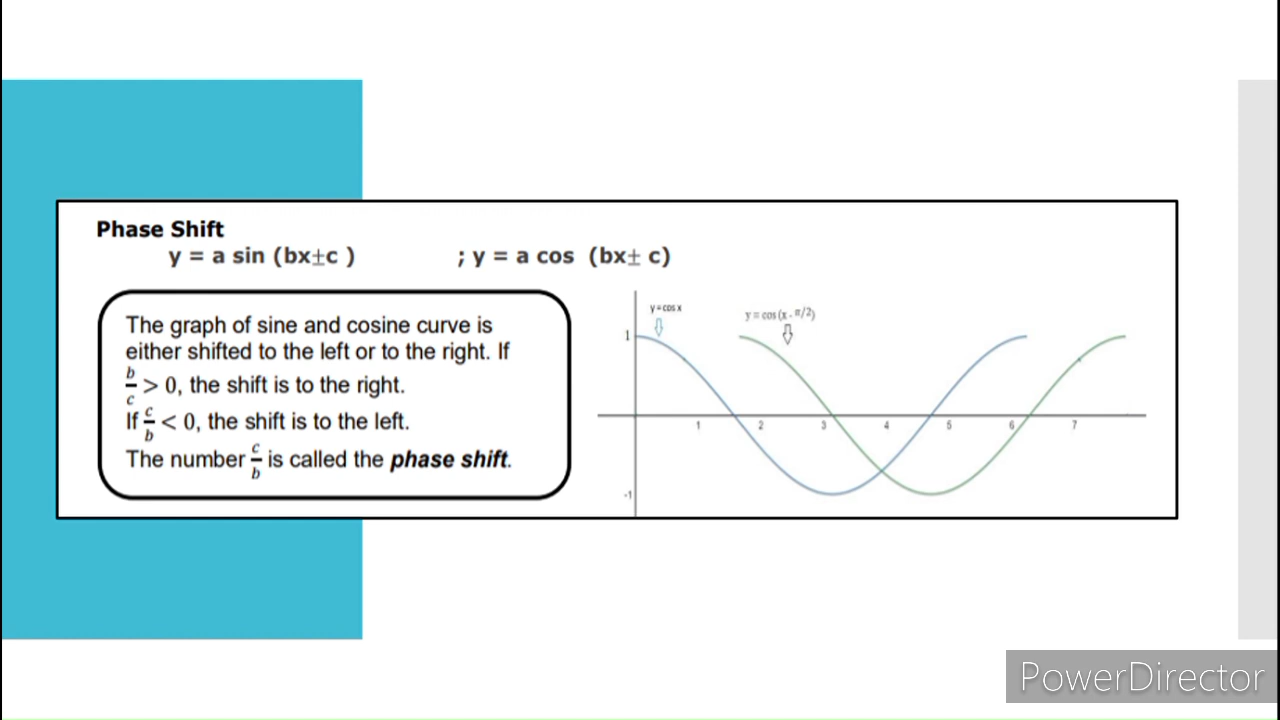 Phase Shift
y = a sin (bx±c ) ; y = a cos (bx± c)
The graph of sine and cosine curve is
either shifted to the left or to the right. If
b/c > 0, the shift is to the right.
If c/b < 0, the shift is to the left.
The number c/b is called the phase shift.
y=cos x
y = cos (x - π/2)
1
1 2 3 4 5 6 7
-1
PowerDirector